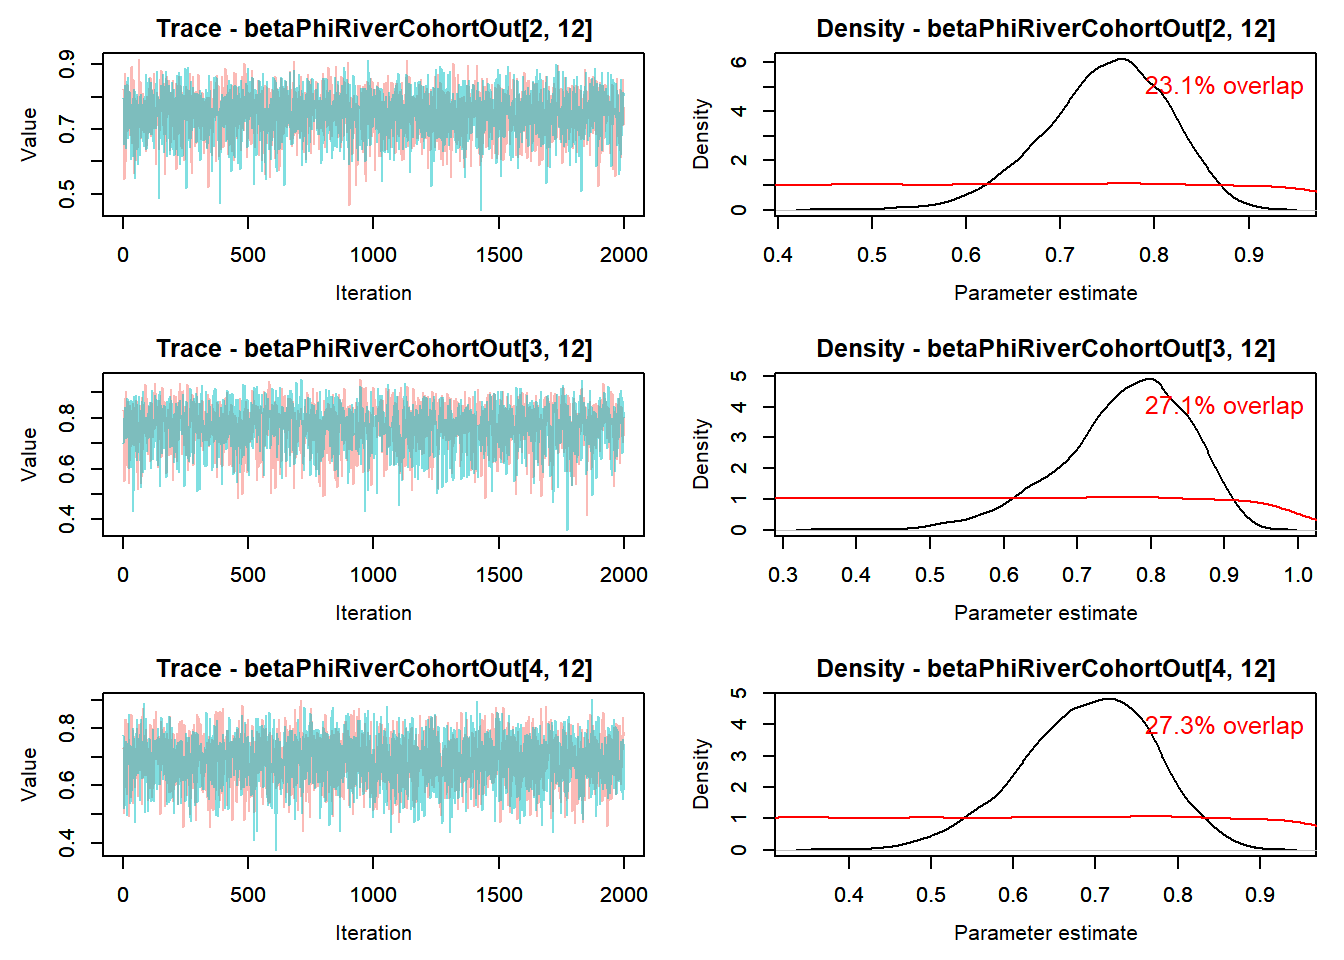 Trace - betaPhiRiverCohortOut[2, 12]
Value
0.5 0.7 0.9
0 500 1000 1500 2000
Iteration
Density - betaPhiRiverCohortOut[2, 12]
23.1% overlap
Density
0 2 4 6
0.4 0.5 0.6 0.7 0.8 0.9
Parameter estimate
Trace - betaPhiRiverCohortOut[3, 12]
Value
0.4 0.6 0.8
0 500 1000 1500 2000
Iteration
Density - betaPhiRiverCohortOut[3, 12]
27.1% overlap
Density
0 1 2 3 4 5
0.3 0.4 0.5 0.6 0.7 0.8 0.9 1.0
Parameter estimate
Trace - betaPhiRiverCohortOut[4, 12]
Value
0.4 0.6 0.8
0 500 1000 1500 2000
Iteration
Density - betaPhiRiverCohortOut[4, 12]
27.3% overlap
Density
0 1 2 3 4 5
0.4 0.5 0.6 0.7 0.8 0.9
Parameter estimate